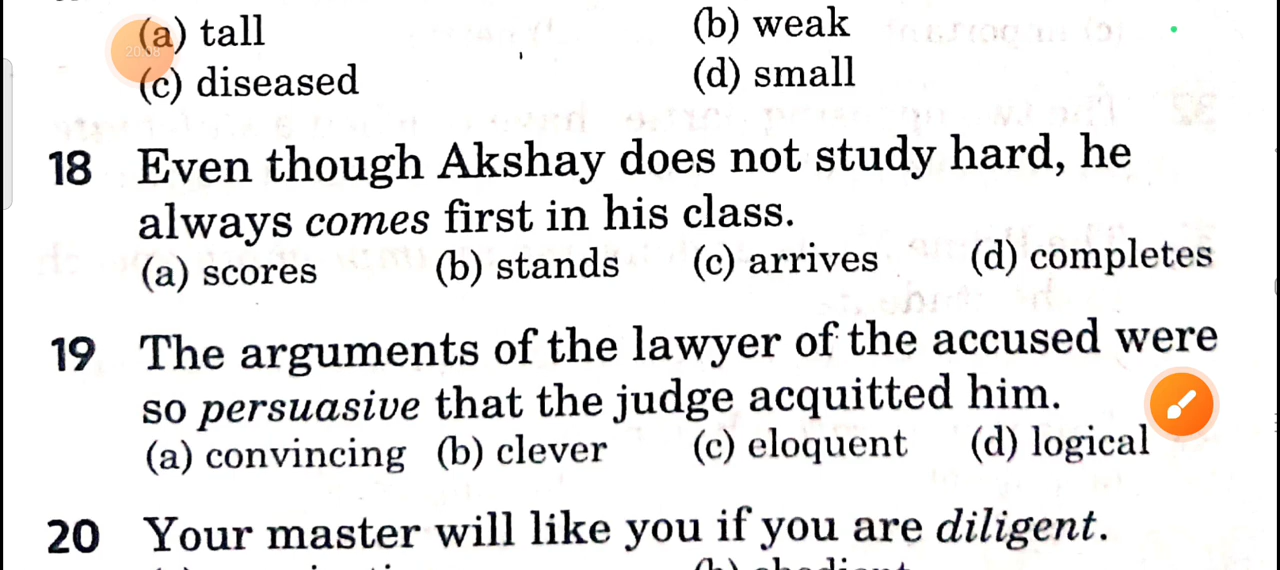 (a) tall (b) weak
(c) diseased (d) small
18 Even though Akshay does not study hard, he
always comes first in his class.
(a) scores (b) stands (c) arrives (d) completes
19 The arguments of the lawyer of the accused were
so persuasive that the judge acquitted him.
(a) convincing (b) clever (c) eloquent (d) logical
20 Your master will like you if you are diligent.
(b) obedient